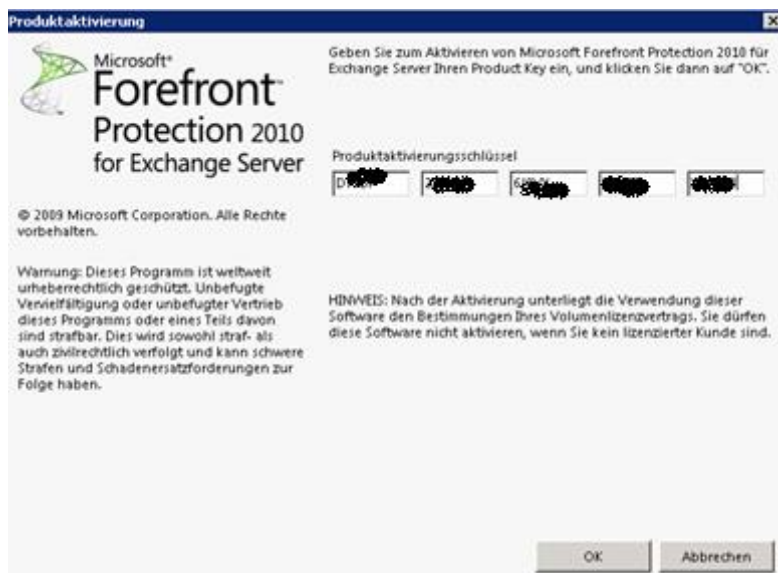 Produktaktivierung
Microsoft®
Forefront™
Protection 2010
for Exchange Server
© 2009 Microsoft Corporation. Alle Rechte
vorbehalten.
Warnung: Dieses Programm ist weltweit
urheberrechtlich geschützt. Unbefugte
Vervielfältigung oder unbefugter Vertrieb
dieses Programms oder eines Teils davon
sind strafbar. Dies wird sowohl straf- als
auch zivilrechtlich verfolgt und kann schwere
Strafen und Schadenersatzforderungen zur
Folge haben.
Geben Sie zum Aktivieren von Microsoft Forefront Protection 2010 für
Exchange Server Ihren Product Key ein, und klicken Sie dann auf "OK".
Produktaktivierungsschlüssel
HINWEIS: Nach der Aktivierung unterliegt die Verwendung dieser
Software den Bestimmungen Ihres Volumenlizenzvertrags. Sie dürfen
diese Software nicht aktivieren, wenn Sie kein lizenzierter Kunde sind.
OK
Abbrechen